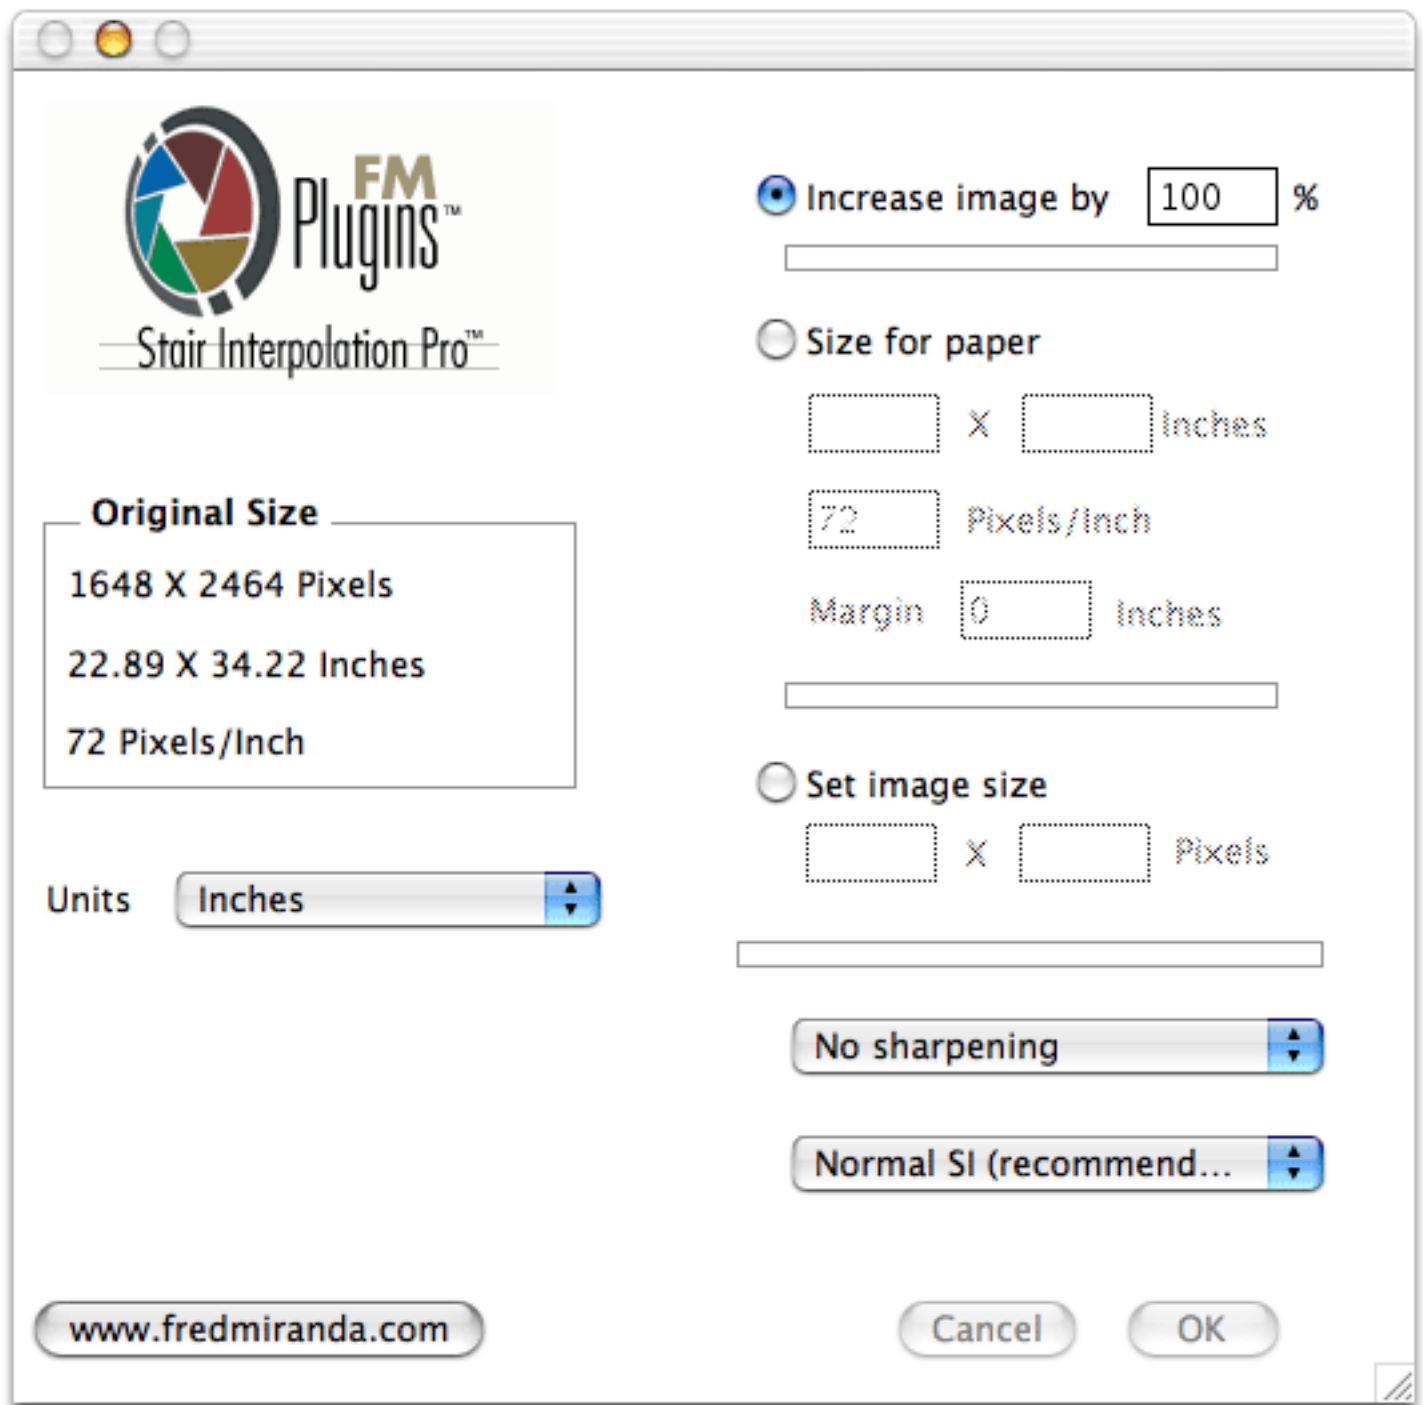 FM
Plugins™
Stair Interpolation Pro™
Original Size
1648 X 2464 Pixels
22.89 X 34.22 Inches
72 Pixels/Inch
Units Inches
Increase image by 100 %
Size for paper
X Inches
72 Pixels/Inch
Margin 0 Inches
Set image size
X Pixels
No sharpening
Normal SI (recommend...
www.fredmiranda.com
Cancel OK